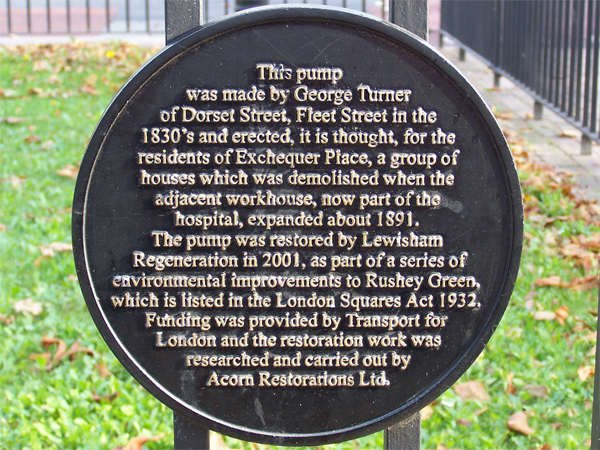 This pump
was made by George Turner
of Dorset Street, Fleet Street in the
1830's and erected, it is thought, for the
residents of Exchequer Place, a group of
houses which was demolished when the
adjacent workhouse, now part of the
hospital, expanded about 1891.
The pump was restored by Lewisham
Regeneration in 2001, as part of a series of
environmental improvements to Rushey Green,
which is listed in the London Squares Act 1932.
Funding was provided by Transport for
London and the restoration work was
researched and carried out by
Acorn Restorations Ltd.